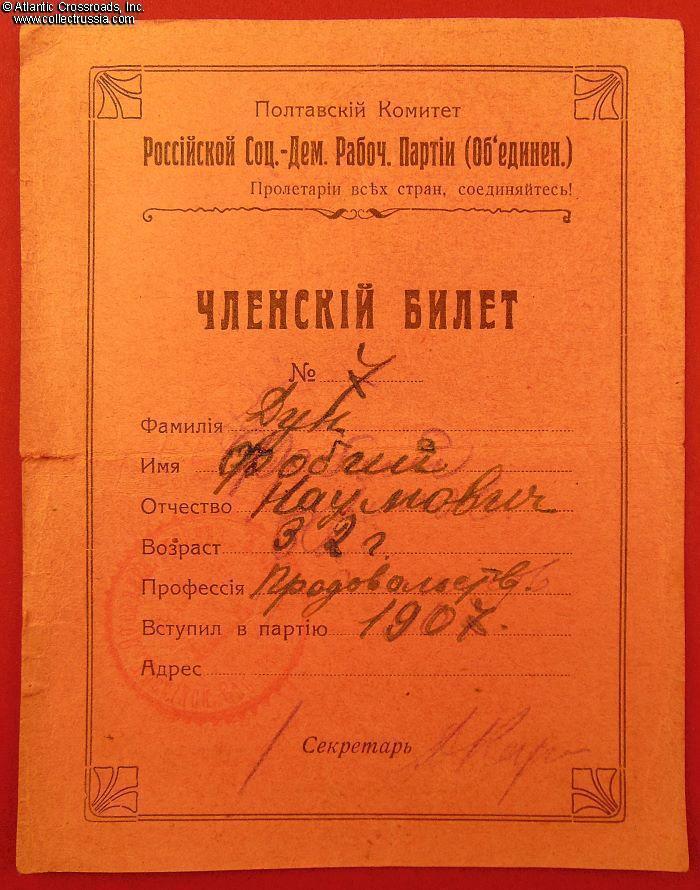 © Atlantic Crossroads, Inc.
www.collectrussia.com
Полтавскій Комитет
Россійской Соц.-Дем. Рабоч. Партіи (Об'единен.)
Пролетаріи всѣх стран, соединяйтесь!
ЧЛЕНСКІЙ БИЛЕТ
№ 7
Фамилія Дун
Имя
Отчество Наумович
Возраст 32 г.
Профессія Продовольств.
Вступил в партію 1907.
Адрес
Секретарь